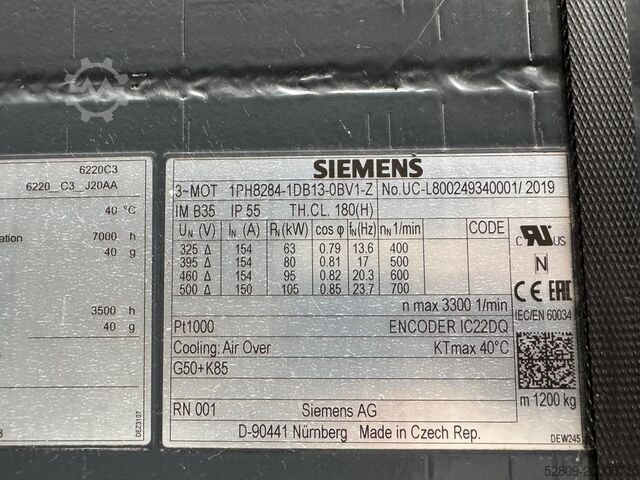 6220C3
6220_C3_J20AA
40 °C
ation 7000 h
40 g
3500 h
40 g
DEZ3107
SIEMENS
3~MOT 1PH8284-1DB13-0BV1-Z No.UC-L800249340001/ 2019
IM B35 IP 55 TH.CL. 180(H)
UN (V) IN (A) PN (kW) cos φ fN(Hz) nN 1/min CODE
325 Δ 154 63 0.79 13.6 400
395 Δ 154 80 0.81 17 500
460 Δ 154 95 0.82 20.3 600
500 Δ 150 105 0.85 23.7 700
n max 3300 1/min
Pt1000 ENCODER IC22DQ
Cooling: Air Over KTmax 40°C
G50+K85
RN 001 Siemens AG
D-90441 Nürnberg Made in Czech Rep.
c RU US
N
CE EAC
IEC/EN 60034
m 1200 kg
DEW245